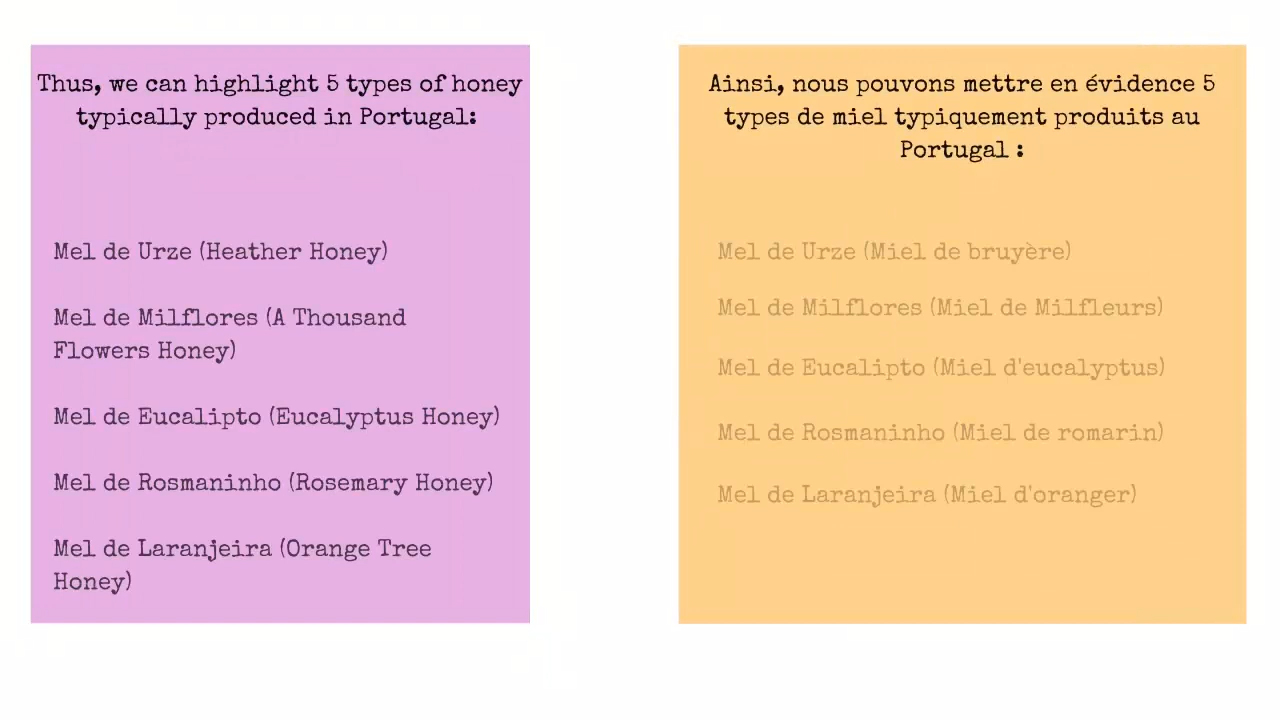 Thus, we can highlight 5 types of honey
typically produced in Portugal:
Mel de Urze (Heather Honey)
Mel de Milflores (A Thousand
Flowers Honey)
Mel de Eucalipto (Eucalyptus Honey)
Mel de Rosmaninho (Rosemary Honey)
Mel de Laranjeira (Orange Tree
Honey)
Ainsi, nous pouvons mettre en évidence 5
types de miel typiquement produits au
Portugal :
Mel de Urze (Miel de bruyère)
Mel de Milflores (Miel de Milfleurs)
Mel de Eucalipto (Miel d'eucalyptus)
Mel de Rosmaninho (Miel de romarin)
Mel de Laranjeira (Miel d'oranger)